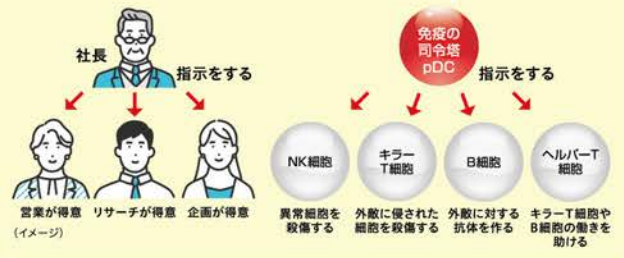 社長
指示をする
営業が得意
リサーチが得意
企画が得意
(イメージ)
免疫の
司令塔
pDC
指示をする
NK細胞
異常細胞を
殺傷する
キラー
T細胞
外敵に侵された
細胞を殺傷する
B細胞
外敵に対する
抗体を作る
ヘルパーT
細胞
キラーT細胞や
B細胞の働きを
助ける